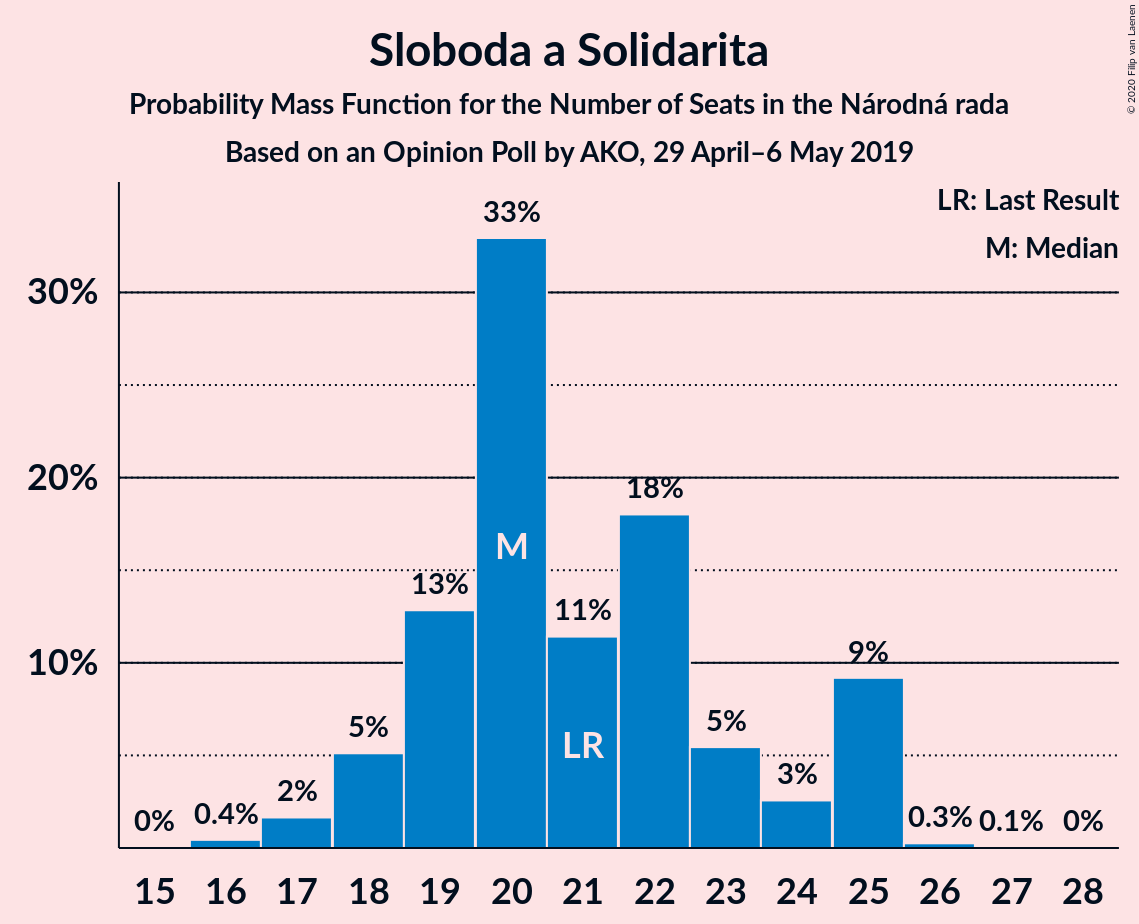 Sloboda a Solidarita
Probability Mass Function for the Number of Seats in the Národná rada
Based on an Opinion Poll by AKO, 29 April–6 May 2019
© 2020 Filip van Laenen
LR: Last Result
M: Median
33%
30%
20%
18%
M
13%
11%
10%
9%
LR
5%
5%
3%
2%
0%
0.4%
0.3%
0.1%
0%
15 16 17 18 19 20 21 22 23 24 25 26 27 28